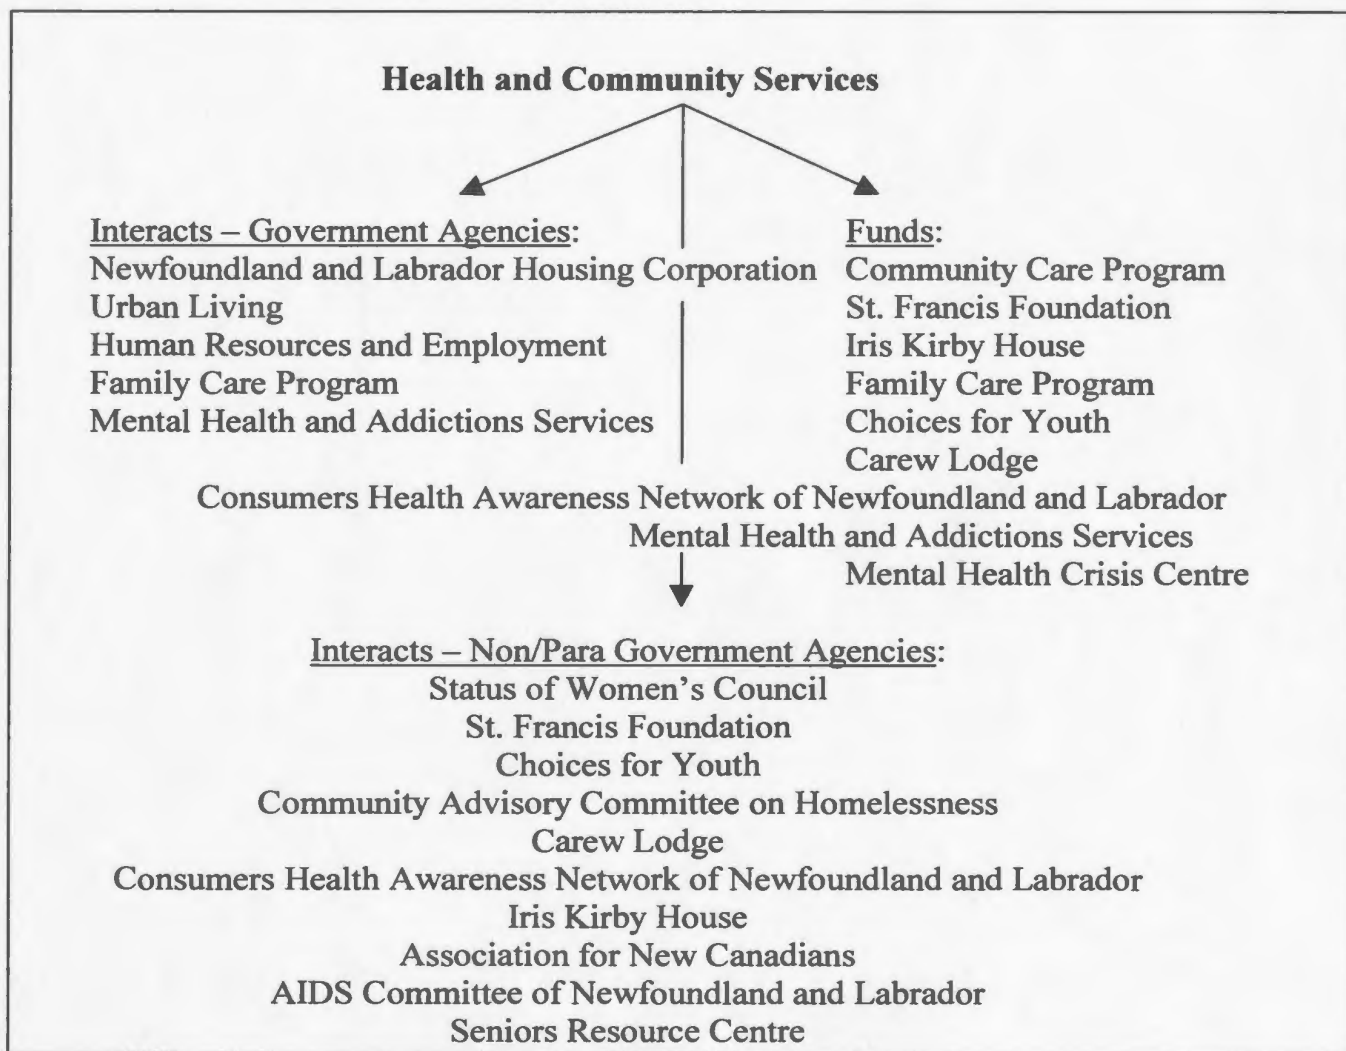 Health and Community Services
Interacts – Government Agencies:
Newfoundland and Labrador Housing Corporation
Urban Living
Human Resources and Employment
Family Care Program
Mental Health and Addictions Services
Funds:
Community Care Program
St. Francis Foundation
Iris Kirby House
Family Care Program
Choices for Youth
Carew Lodge
Consumers Health Awareness Network of Newfoundland and Labrador
Mental Health and Addictions Services
Mental Health Crisis Centre
Interacts – Non/Para Government Agencies:
Status of Women's Council
St. Francis Foundation
Choices for Youth
Community Advisory Committee on Homelessness
Carew Lodge
Consumers Health Awareness Network of Newfoundland and Labrador
Iris Kirby House
Association for New Canadians
AIDS Committee of Newfoundland and Labrador
Seniors Resource Centre